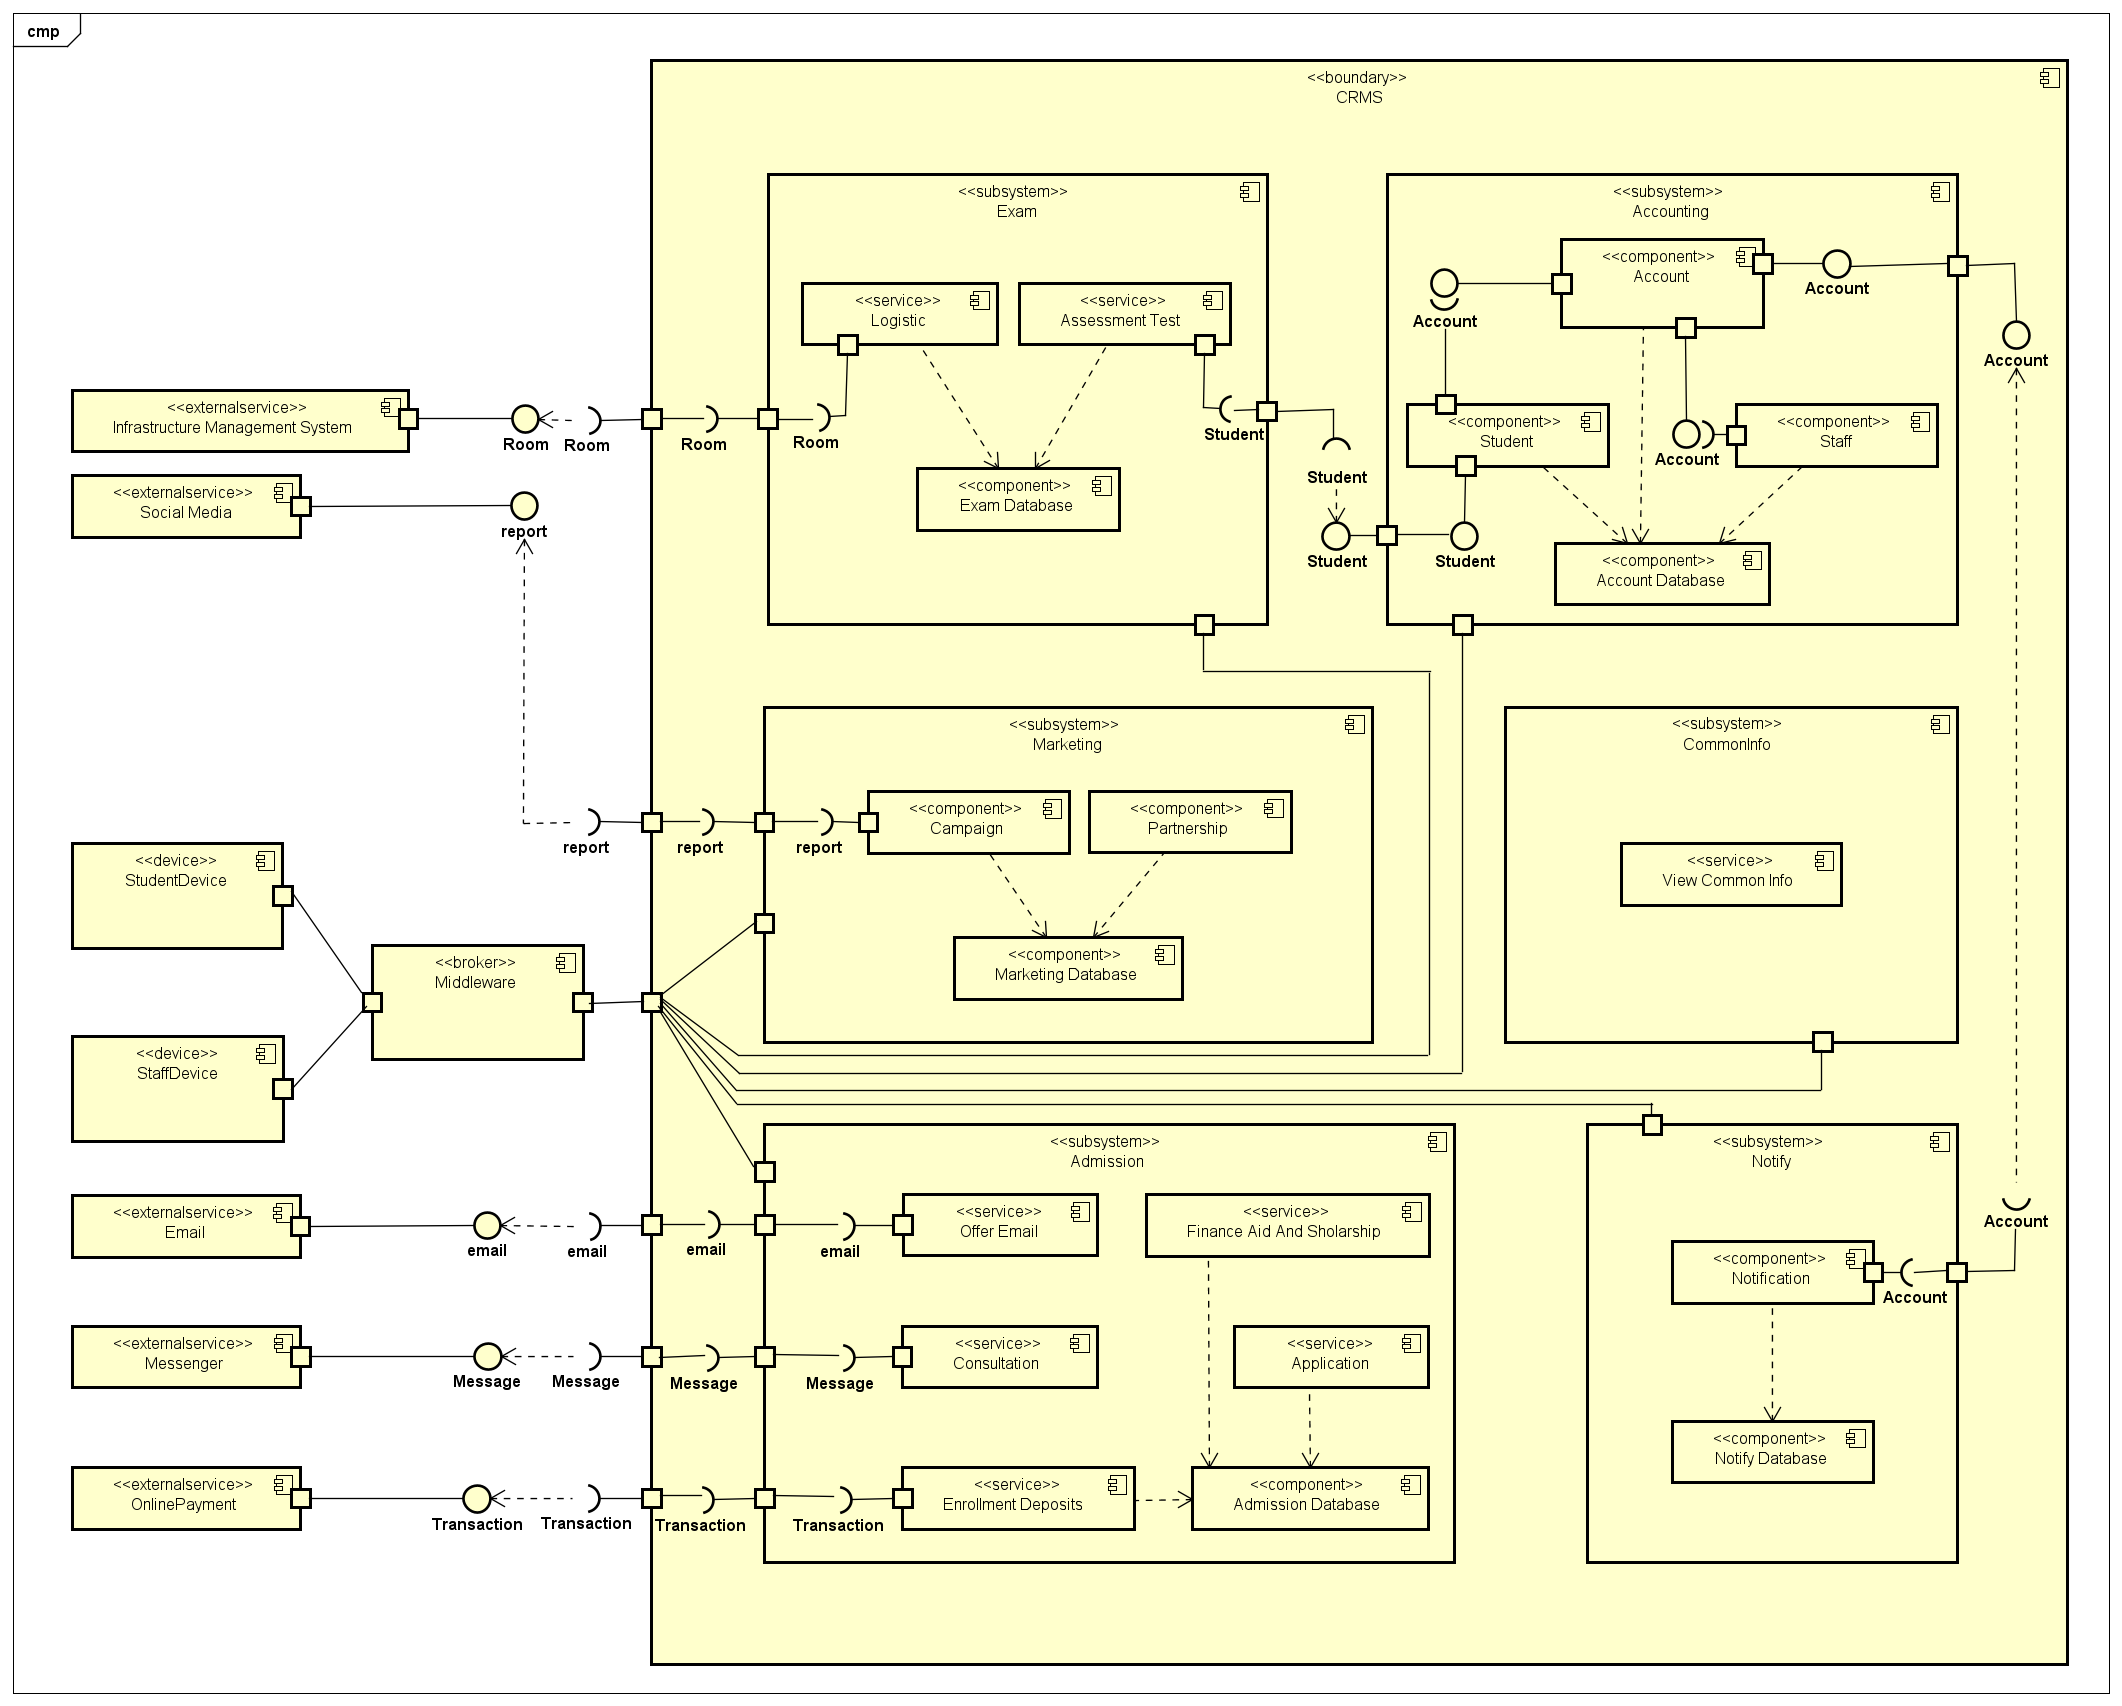 cmp
<<boundary>>
CRMS
<<subsystem>>
Exam
<<service>>
Logistic
<<service>>
Assessment Test
Room
Student
<<component>>
Exam Database
<<subsystem>>
Accounting
<<component>>
Account
Account
Account
<<component>>
Student
Account
<<component>>
Staff
Student
<<component>>
Account Database
Account
Student
Student
<<externalservice>>
Infrastructure Management System
Room
Room
Room
<<externalservice>>
Social Media
report
<<subsystem>>
Marketing
<<component>>
Campaign
<<component>>
Partnership
report
report
report
<<component>>
Marketing Database
<<subsystem>>
CommonInfo
<<service>>
View Common Info
<<device>>
StudentDevice
<<broker>>
Middleware
<<device>>
StaffDevice
<<subsystem>>
Admission
<<externalservice>>
Email
email
email
email
email
<<service>>
Offer Email
<<service>>
Finance Aid And Sholarship
<<externalservice>>
Messenger
Message
Message
Message
Message
<<service>>
Consultation
<<service>>
Application
<<externalservice>>
OnlinePayment
Transaction
Transaction
Transaction
Transaction
<<service>>
Enrollment Deposits
<<component>>
Admission Database
<<subsystem>>
Notify
<<component>>
Notification
Account
Account
<<component>>
Notify Database